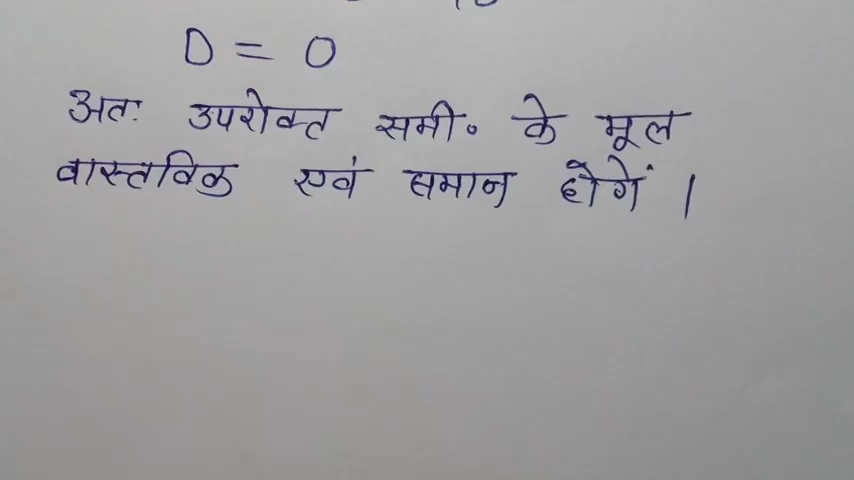 D = 0
अतः उपरोक्त समी॰ के मूल
वास्तविक एवं समान होगें ।